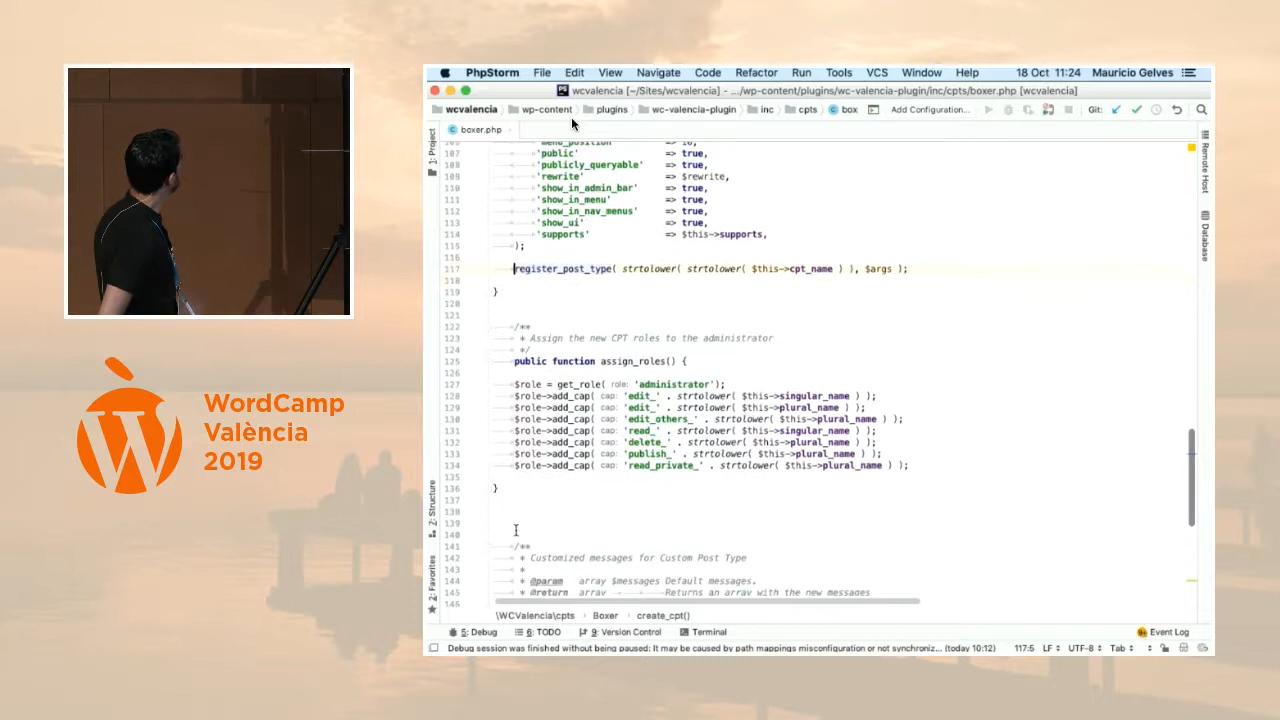 WordCamp
València
2019
PhpStorm File Edit View Navigate Code Refactor Run Tools VCS Window Help 18 Oct 11:24 Mauricio Gelves
wcvalencia [~/Sites/wcvalencia] - .../wp-content/plugins/wc-valencia-plugin/inc/cpts/boxer.php [wcvalencia]
wcvalencia wp-content plugins wc-valencia-plugin inc cpts box Add Configuration... Git:
boxer.php
1: Project
Z: Structure
2: Favorites
Remote Host
Database
107 'public' => true,
108 'publicly_queryable' => true,
109 'rewrite' => $rewrite,
110 'show_in_admin_bar' => true,
111 'show_in_menu' => true,
112 'show_in_nav_menus' => true,
113 'show_ui' => true,
114 'supports' => $this->supports,
115 );
116
117 register_post_type( strtolower( strtolower( $this->cpt_name ) ), $args );
118
119 }
120
121
122 /**
123 * Assign the new CPT roles to the administrator
124 */
125 public function assign_roles() {
126
127 $role = get_role( role: 'administrator');
128 $role->add_cap( cap: 'edit_' . strtolower( $this->singular_name ) );
129 $role->add_cap( cap: 'edit_' . strtolower( $this->plural_name ) );
130 $role->add_cap( cap: 'edit_others_' . strtolower( $this->plural_name ) );
131 $role->add_cap( cap: 'read_' . strtolower( $this->singular_name ) );
132 $role->add_cap( cap: 'delete_' . strtolower( $this->plural_name ) );
133 $role->add_cap( cap: 'publish_' . strtolower( $this->plural_name ) );
134 $role->add_cap( cap: 'read_private_' . strtolower( $this->plural_name ) );
135
136 }
137
138
139
140
141 /**
142 * Customized messages for Custom Post Type
143 *
144 * @param array $messages Default messages.
145 * @return array Returns an array with the new messages
146
\WCValencia\cpts Boxer create_cpt()
5: Debug 6: TODO 9: Version Control Terminal Event Log
Debug session was finished without being paused: It may be caused by path mappings misconfiguration or not synchroniz... (today 10:12) 117:5 LF UTF-8 Tab